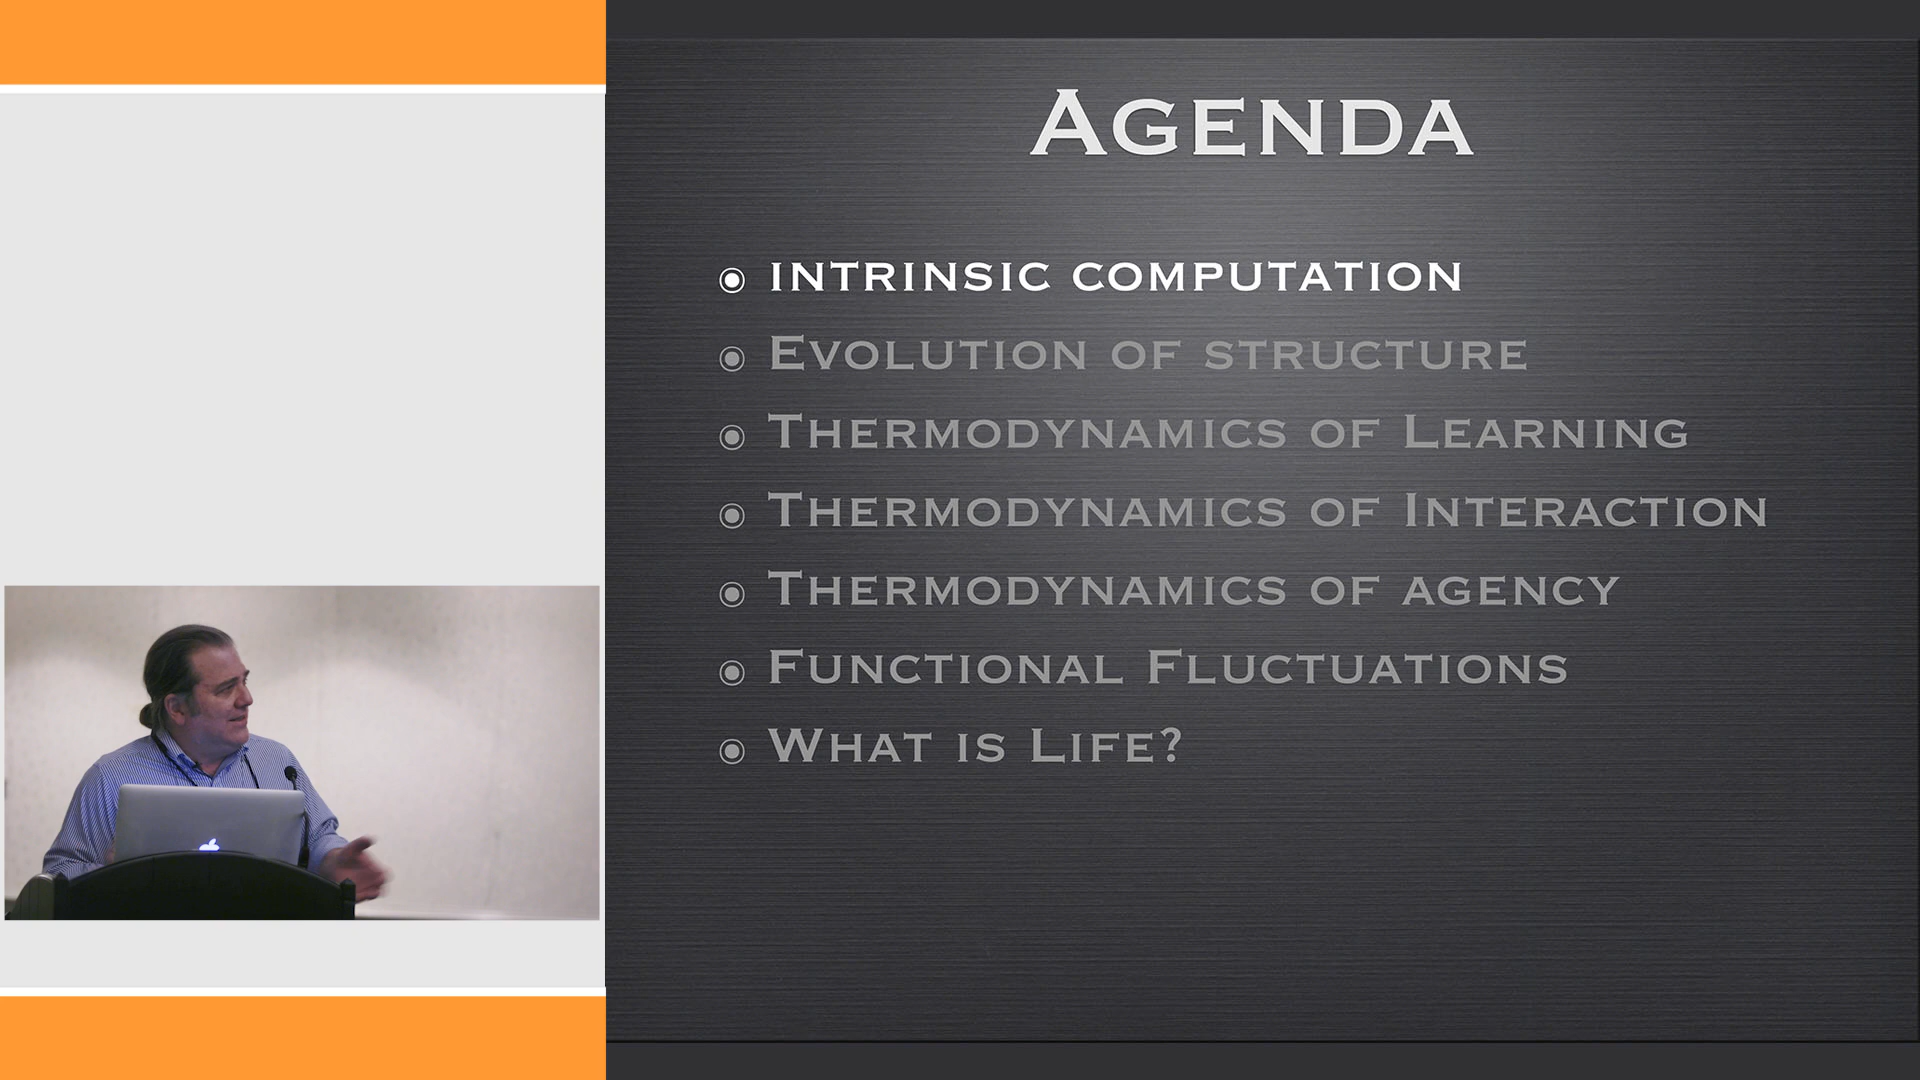 Agenda
intrinsic computation
Evolution of structure
Thermodynamics of Learning
Thermodynamics of Interaction
Thermodynamics of agency
Functional Fluctuations
What is Life?